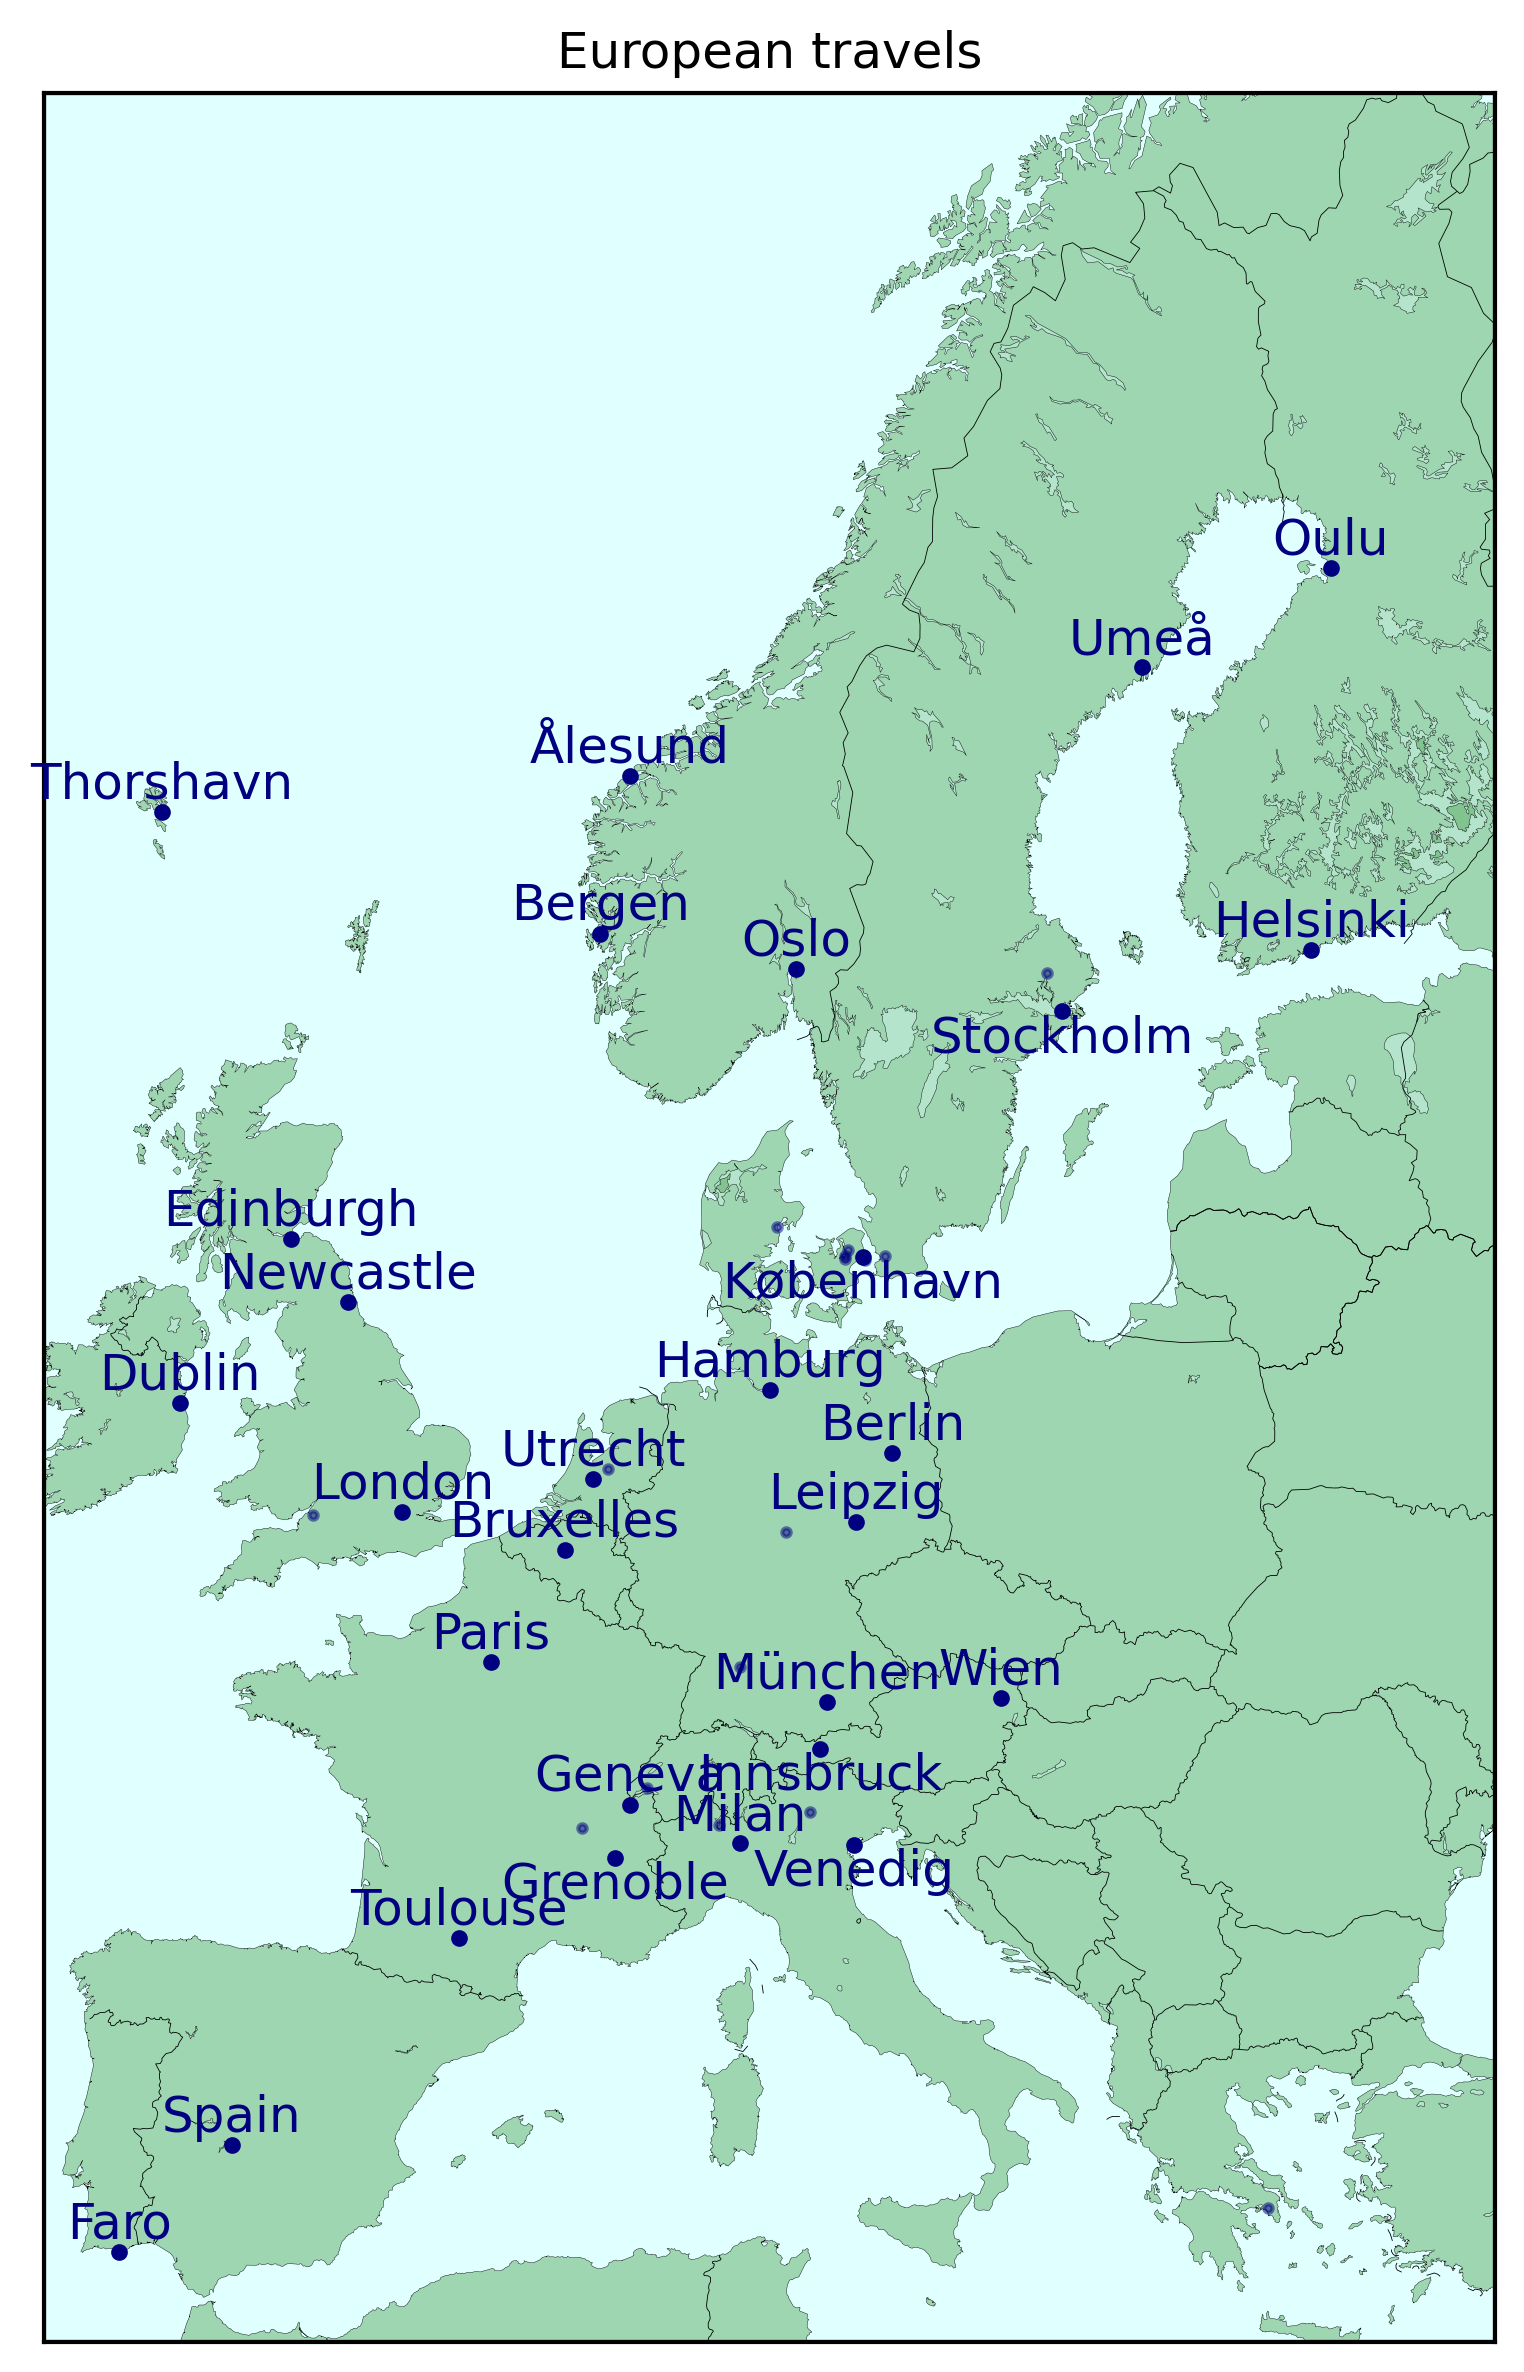 European travels
Oulu
Umeå
Ålesund
Thorshavn
Bergen
Helsinki
Oslo
Stockholm
Edinburgh
Newcastle
København
Hamburg
Dublin
Berlin
Utrecht
London
Leipzig
Bruxelles
Paris
Wien
München
Geneva
Innsbruck
Milan
Venedig
Grenoble
Toulouse
Spain
Faro